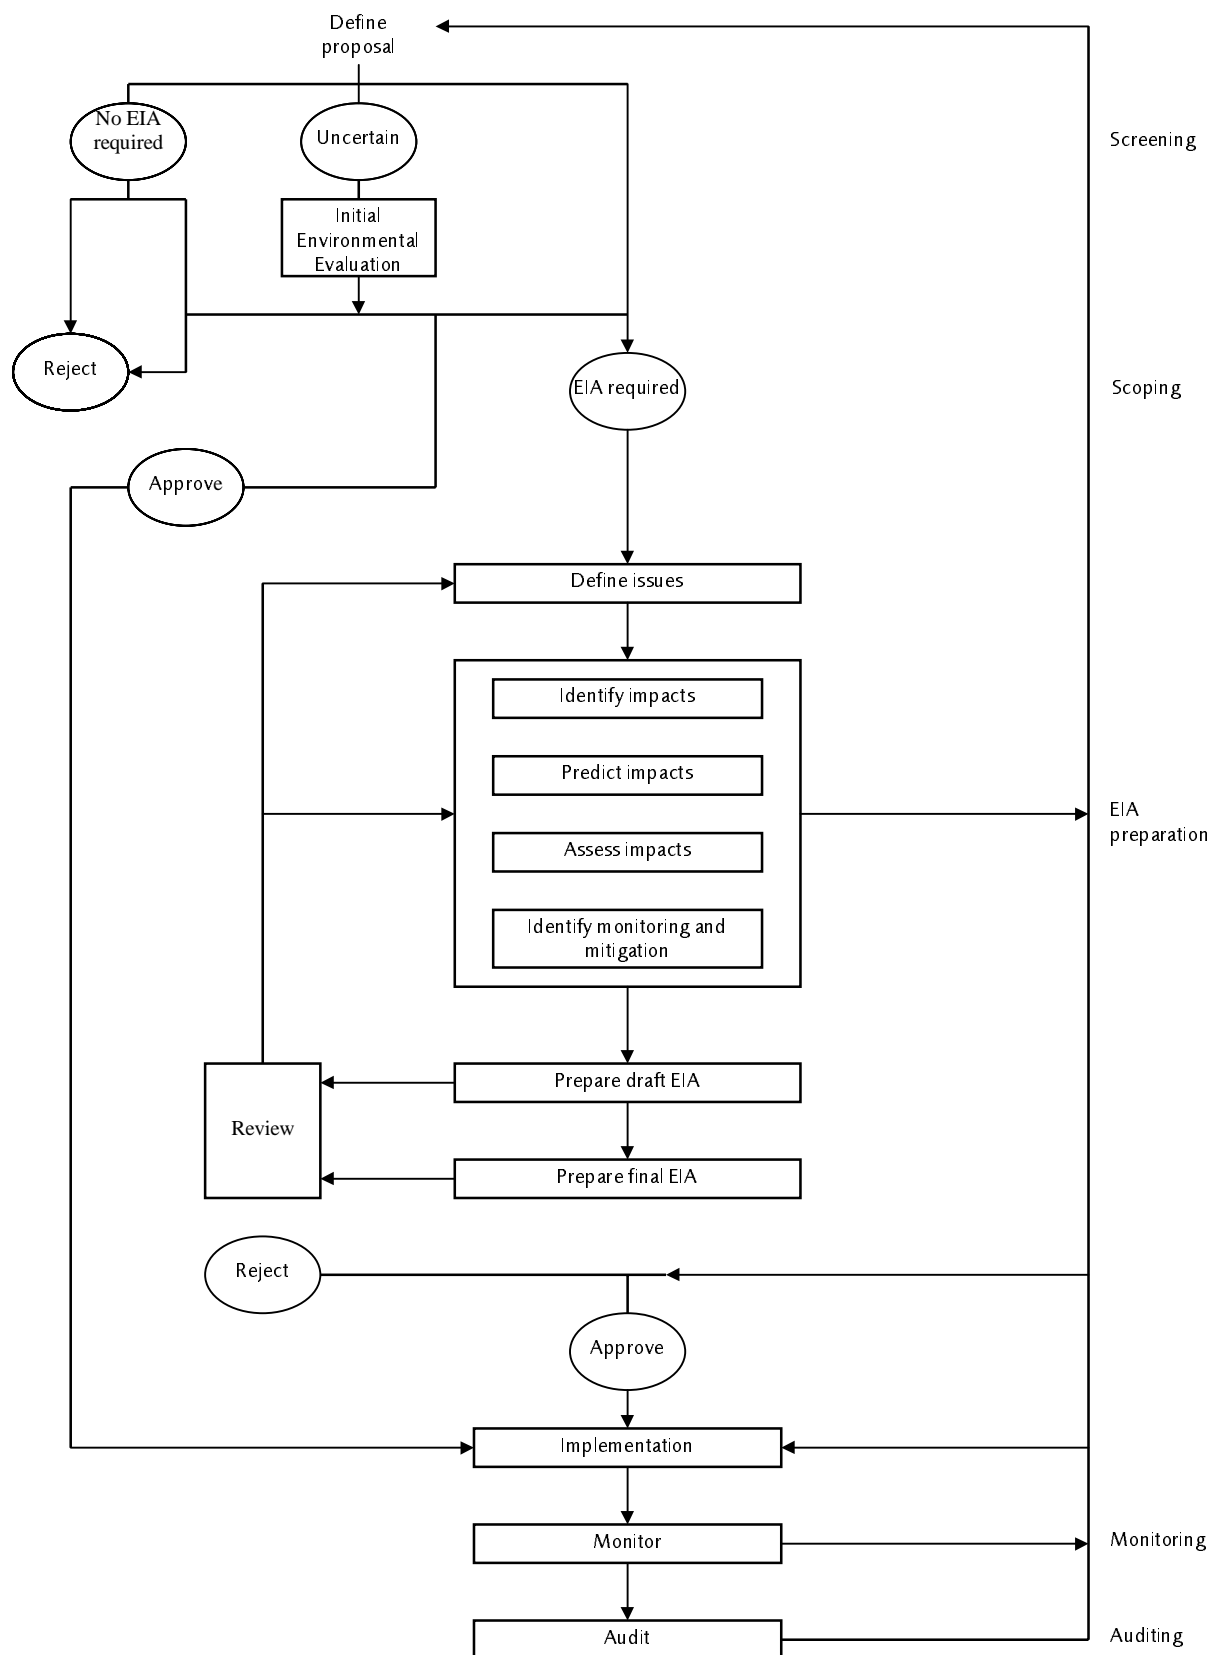 Define
proposal
No EIA
required
Uncertain
Screening
Initial
Environmental
Evaluation
Reject
EIA required
Scoping
Approve
Define issues
Identify impacts
Predict impacts
EIA
preparation
Assess impacts
Identify monitoring and
mitigation
Prepare draft EIA
Review
Prepare final EIA
Reject
Approve
Implementation
Monitor
Monitoring
Audit
Auditing